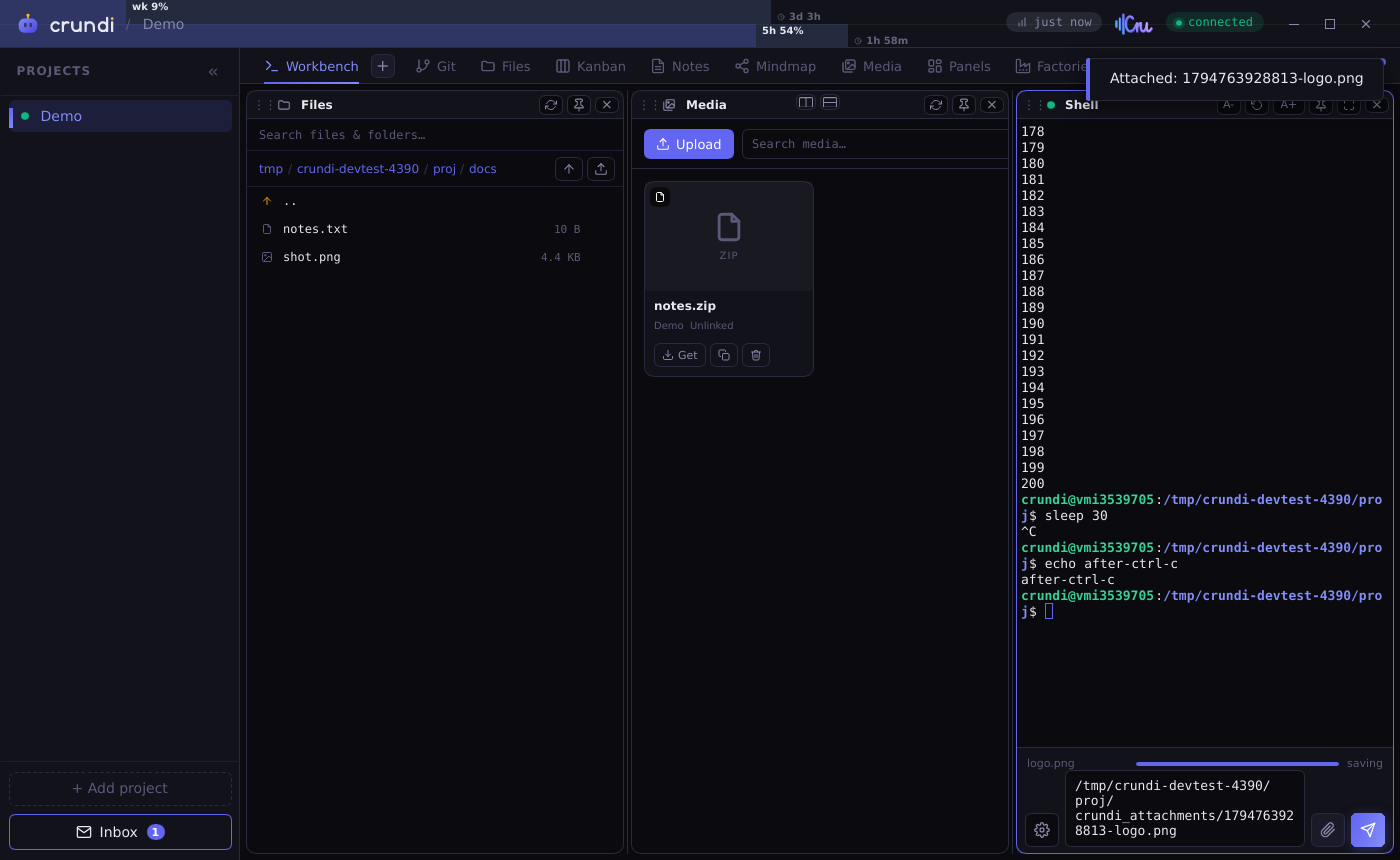 crundi / Demo
wk 9%
3d 3h
5h 54%
1h 58m
just now
Cru
connected
PROJECTS
«
Demo
+ Add project
Inbox 1
Workbench
+
Git
Files
Kanban
Notes
Mindmap
Media
Panels
Factorie
Attached: 1794763928813-logo.png
Files
Search files & folders…
tmp / crundi-devtest-4390 / proj / docs
..
notes.txt 10 B
shot.png 4.4 KB
Media
Upload
Search media…
ZIP
notes.zip
Demo Unlinked
Get
Shell
A-
A+
178
179
180
181
182
183
184
185
186
187
188
189
190
191
192
193
194
195
196
197
198
199
200
crundi@vmi3539705:/tmp/crundi-devtest-4390/pro
j$ sleep 30
^C
crundi@vmi3539705:/tmp/crundi-devtest-4390/pro
j$ echo after-ctrl-c
after-ctrl-c
crundi@vmi3539705:/tmp/crundi-devtest-4390/pro
j$
logo.png saving
/tmp/crundi-devtest-4390/
proj/
crundi_attachments/179476392
8813-logo.png